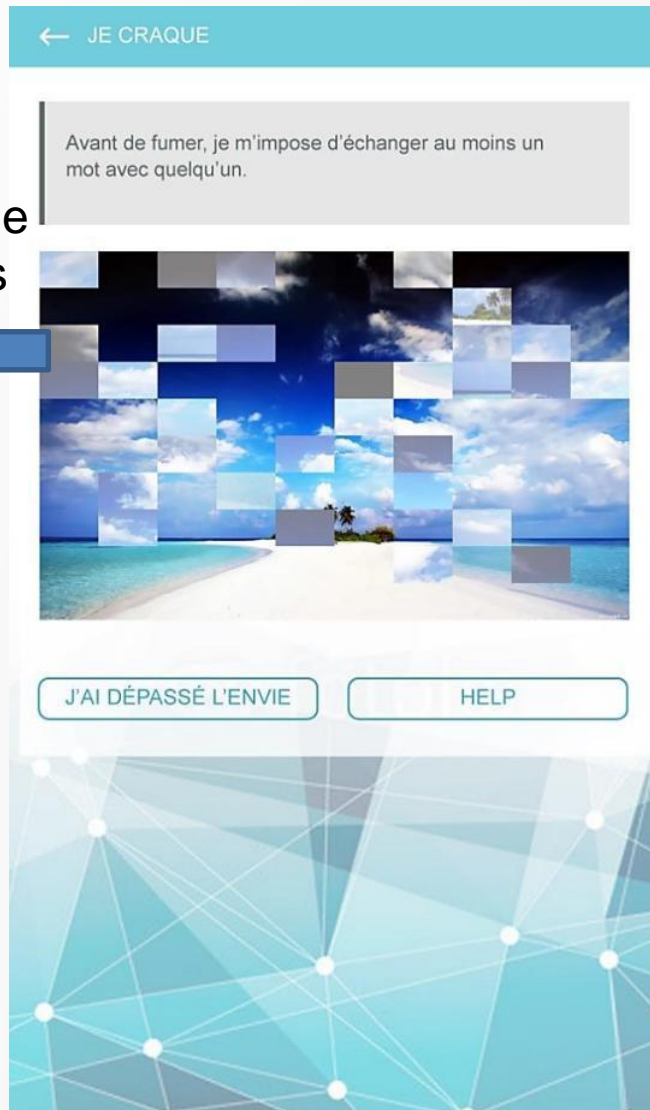 ← JE CRAQUE
Avant de fumer, je m’impose d’échanger au moins un
mot avec quelqu’un.
e
s
J’AI DÉPASSÉ L’ENVIE
HELP